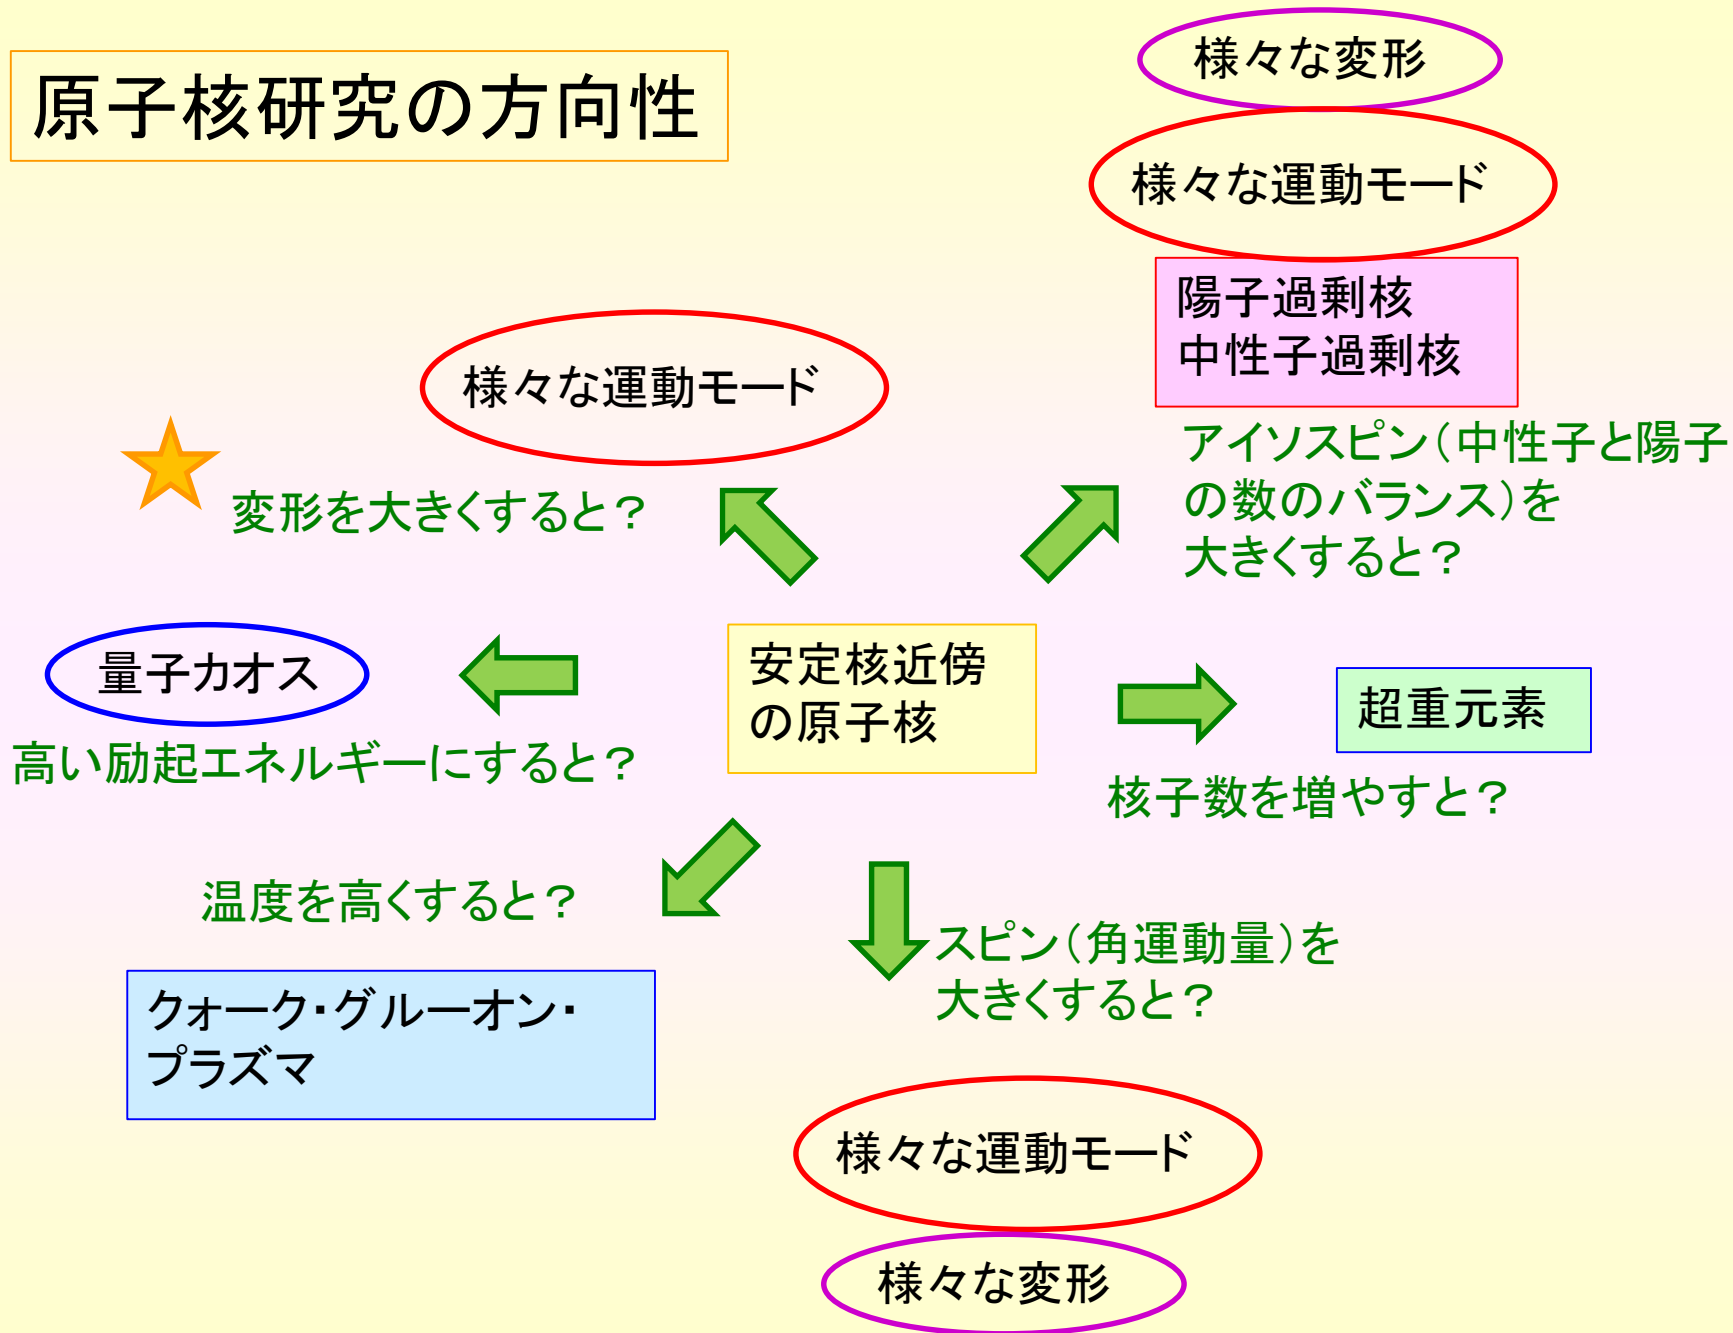 原子核研究の方向性
様々な変形
様々な運動モード
陽子過剰核
中性子過剰核
アイソスピン（中性子と陽子
の数のバランス）を
大きくすると？
様々な運動モード
変形を大きくすると？
量子カオス
高い励起エネルギーにすると？
安定核近傍
の原子核
超重元素
核子数を増やすと？
温度を高くすると？
クォーク・グルーオン・
プラズマ
スピン（角運動量）を
大きくすると？
様々な運動モード
様々な変形